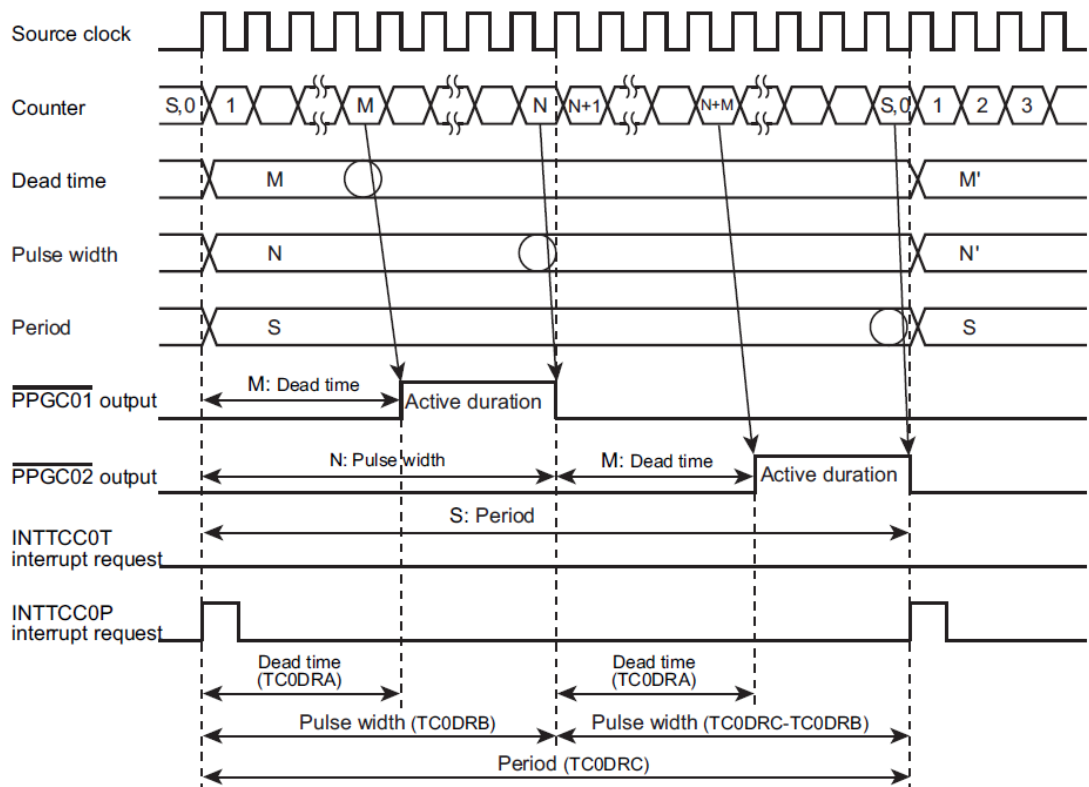 Source clock
Counter S,0 1 M N N+1 N+M S,0 1 2 3
Dead time M M'
Pulse width N N'
Period S S
M: Dead time
PPGC01 output Active duration
N: Pulse width M: Dead time
PPGC02 output Active duration
S: Period
INTTCC0T
interrupt request
INTTCC0P
interrupt request
Dead time Dead time
(TC0DRA) (TC0DRA)
Pulse width (TC0DRB) Pulse width (TC0DRC-TC0DRB)
Period (TC0DRC)